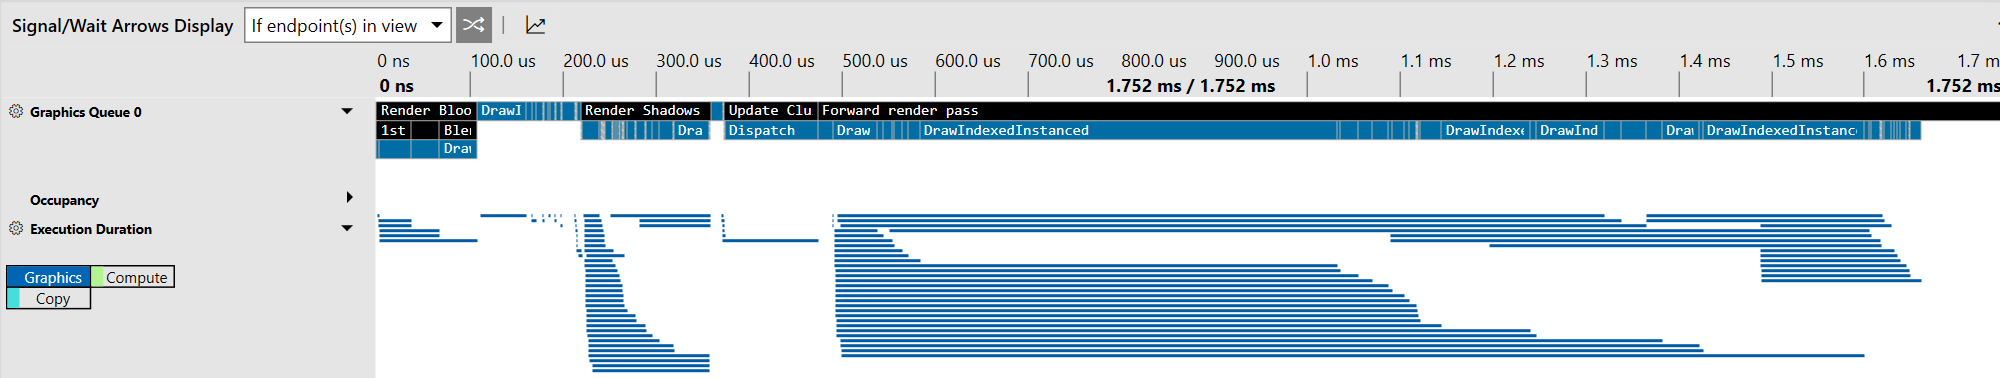 Signal/Wait Arrows Display If endpoint(s) in view
0 ns 100.0 us 200.0 us 300.0 us 400.0 us 500.0 us 600.0 us 700.0 us 800.0 us 900.0 us 1.0 ms 1.1 ms 1.2 ms 1.3 ms 1.4 ms 1.5 ms 1.6 ms 1.7 m
0 ns 1.752 ms / 1.752 ms 1.752 ms
Graphics Queue 0 Render Bloo DrawI Render Shadows Update Clu Forward render pass
1st Ble Dra Dispatch Draw DrawIndexedInstanced DrawIndexe DrawInd Dra DrawIndexedInstanc
Dra
Occupancy
Execution Duration
Graphics Compute
Copy